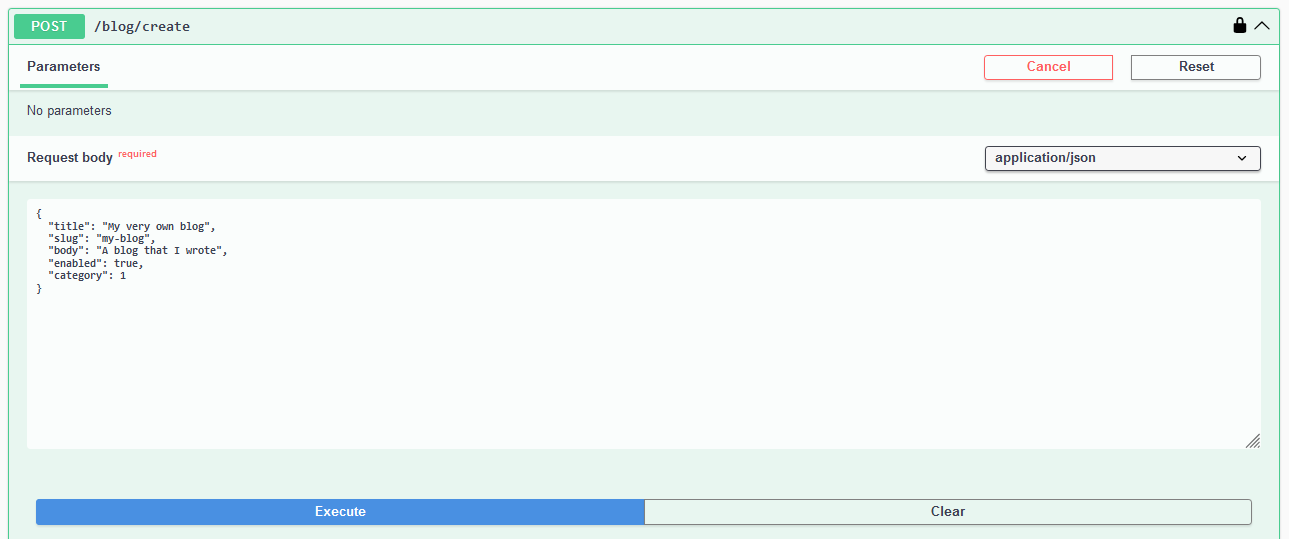 POST /blog/create
Parameters
Cancel
Reset
No parameters
Request body required
application/json
{
  "title": "My very own blog",
  "slug": "my-blog",
  "body": "A blog that I wrote",
  "enabled": true,
  "category": 1
}
Execute
Clear